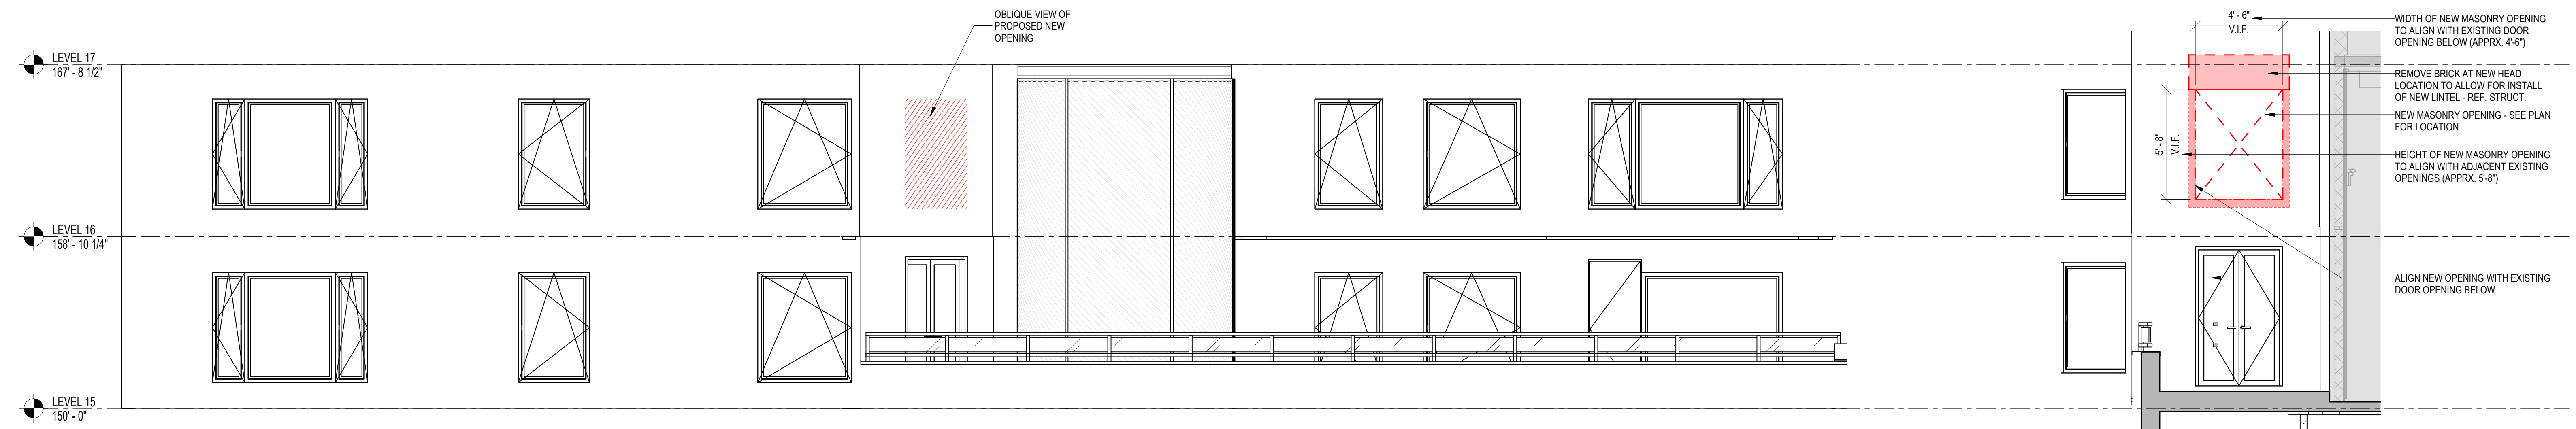 LEVEL 17
167' - 8 1/2"
LEVEL 16
158' - 10 1/4"
LEVEL 15
150' - 0"
OBLIQUE VIEW OF
PROPOSED NEW
OPENING
4' - 6"
V.I.F.
5' - 8"
V.I.F.
WIDTH OF NEW MASONRY OPENING
TO ALIGN WITH EXISTING DOOR
OPENING BELOW (APPRX. 4'-6")
REMOVE BRICK AT NEW HEAD
LOCATION TO ALLOW FOR INSTALL
OF NEW LINTEL - REF. STRUCT.
NEW MASONRY OPENING - SEE PLAN
FOR LOCATION
HEIGHT OF NEW MASONRY OPENING
TO ALIGN WITH ADJACENT EXISTING
OPENINGS (APPRX. 5'-8")
ALIGN NEW OPENING WITH EXISTING
DOOR OPENING BELOW